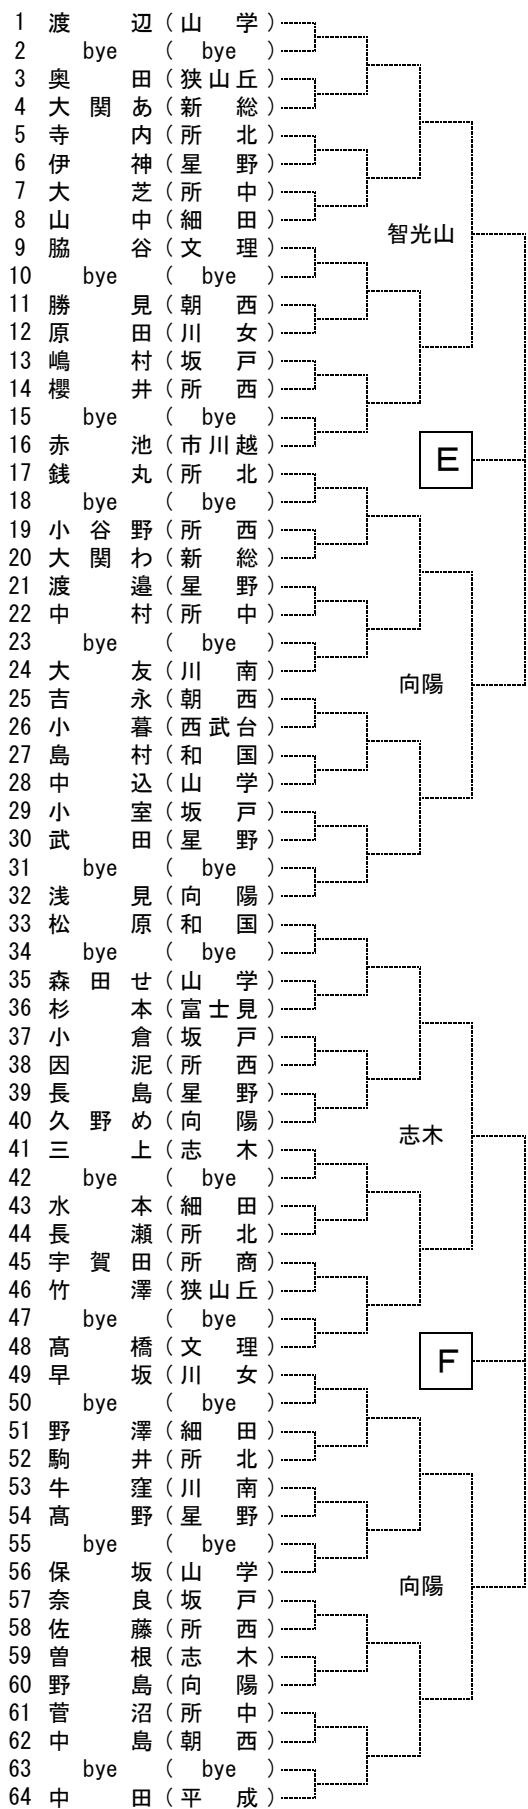 1 渡辺（山学）
2 bye（bye）
3 奥田（狭山丘）
4 大関あ（新総）
5 寺内（所北）
6 伊神（星野）
7 大芝（所中）
8 山中（細田）
智光山
9 脇谷（文理）
10 bye（bye）
11 勝見（朝西）
12 原田（川女）
13 嶋村（坂戸）
14 櫻井（所西）
15 bye（bye）
16 赤池（市川越）
E
17 銭丸（所北）
18 bye（bye）
19 小谷野（所西）
20 大関わ（新総）
21 渡邉（星野）
22 中村（所中）
23 bye（bye）
24 大友（川南）
向陽
25 吉永（朝西）
26 小暮（西武台）
27 島村（和国）
28 中込（山学）
29 小室（坂戸）
30 武田（星野）
31 bye（bye）
32 浅見（向陽）
33 松原（和国）
34 bye（bye）
35 森田せ（山学）
36 杉本（富士見）
37 小倉（坂戸）
38 因泥（所西）
39 長島（星野）
40 久野め（向陽）
志木
41 三上（志木）
42 bye（bye）
43 水本（細田）
44 長瀬（所北）
45 宇賀田（所商）
46 竹澤（狭山丘）
47 bye（bye）
48 髙橋（文理）
F
49 早坂（川女）
50 bye（bye）
51 野澤（細田）
52 駒井（所北）
53 牛窪（川南）
54 髙野（星野）
55 bye（bye）
56 保坂（山学）
向陽
57 奈良（坂戸）
58 佐藤（所西）
59 曽根（志木）
60 野島（向陽）
61 菅沼（所中）
62 中島（朝西）
63 bye（bye）
64 中田（平成）